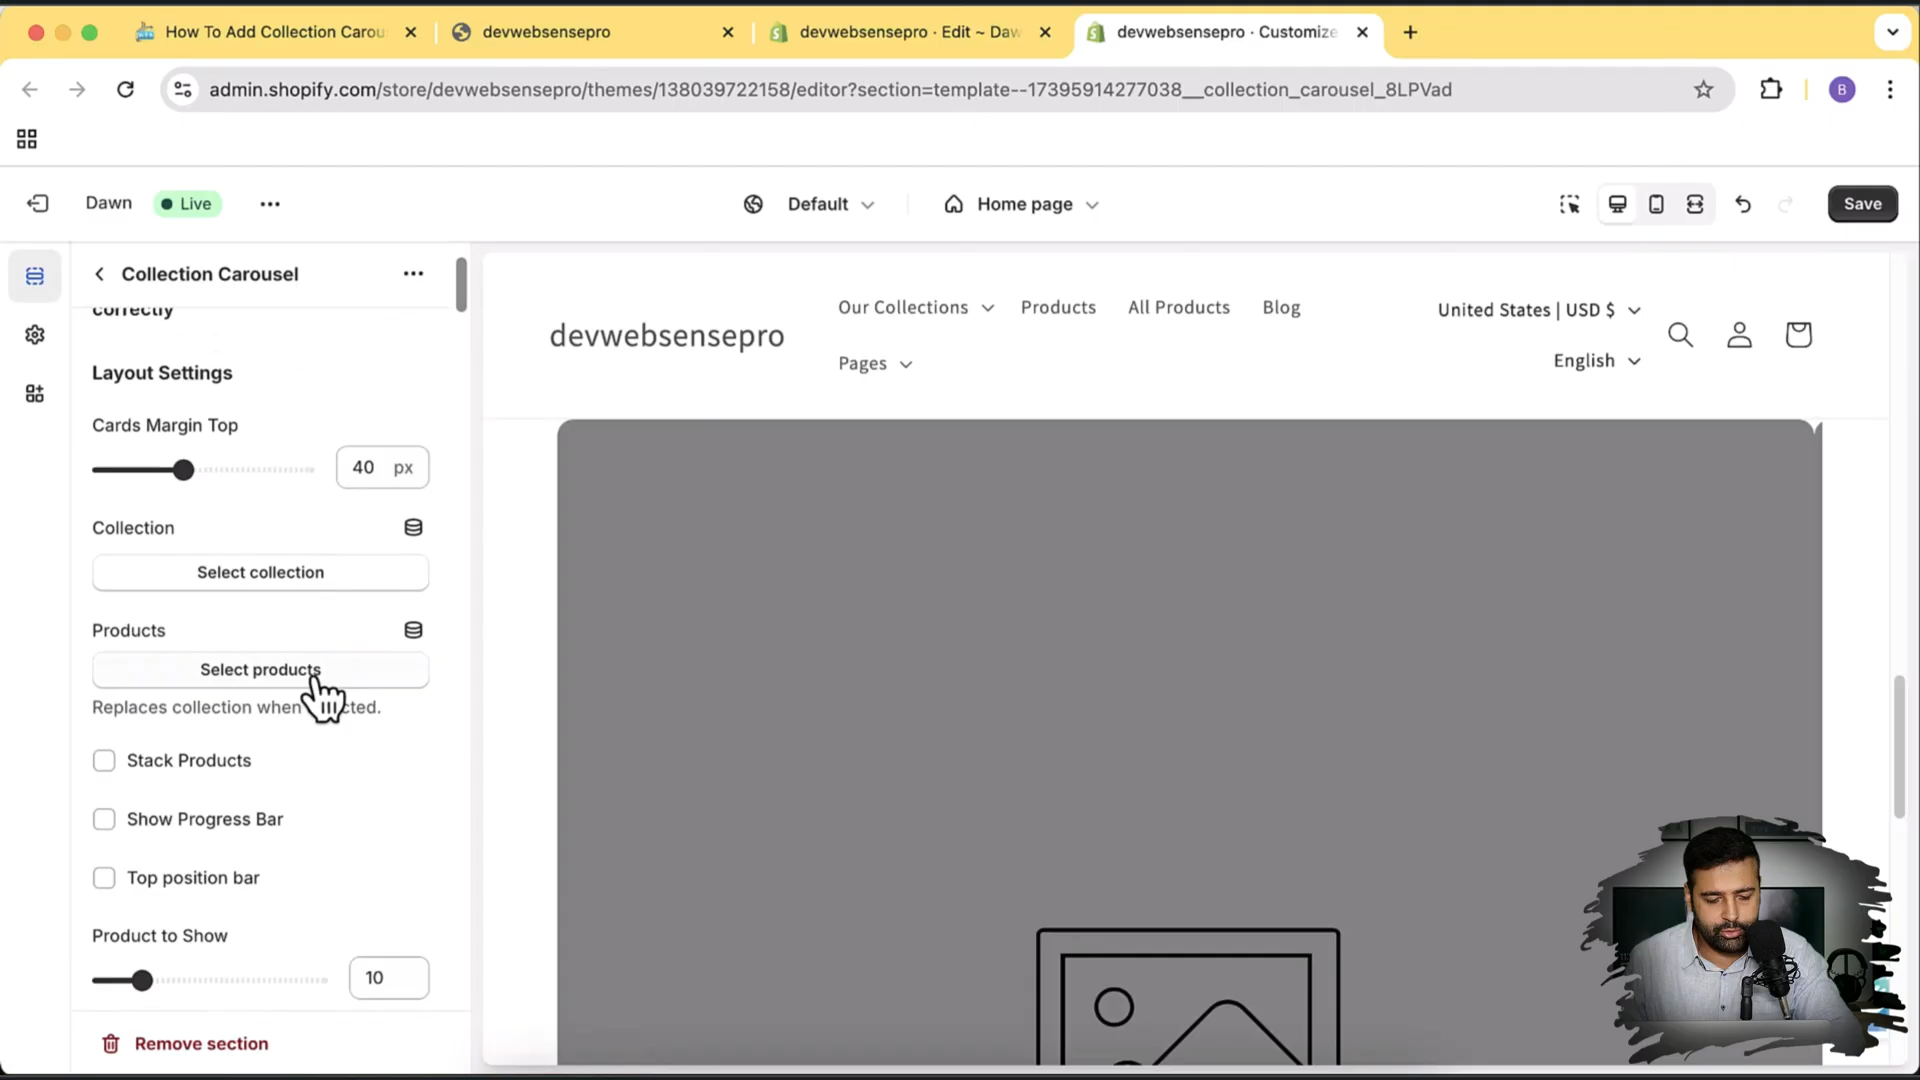 How To Add Collection Carou
devwebsensepro
devwebsensepro · Edit ~ Daw
devwebsensepro · Customize
admin.shopify.com/store/devwebsensepro/themes/138039722158/editor?section=template--17395914277038__collection_carousel_8LPVad
B
Dawn
Live
Default
Home page
Save
Collection Carousel
correctly
Layout Settings
Cards Margin Top
40 px
Collection
Select collection
Products
Select products
Replaces collection when
Stack Products
Show Progress Bar
Top position bar
Product to Show
10
Remove section
devwebsensepro
Our Collections
Products
All Products
Blog
Pages
United States | USD $
English